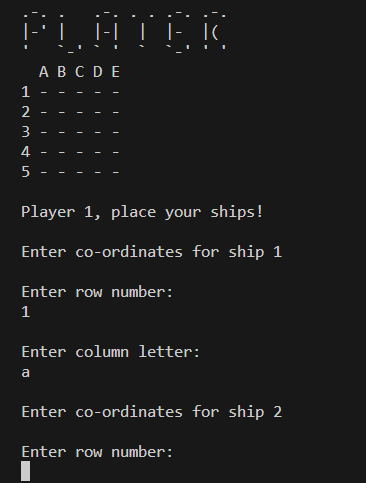 PLAYER
A B C D E
1 - - - - -
2 - - - - -
3 - - - - -
4 - - - - -
5 - - - - -
Player 1, place your ships!
Enter co-ordinates for ship 1
Enter row number:
1
Enter column letter:
a
Enter co-ordinates for ship 2
Enter row number: